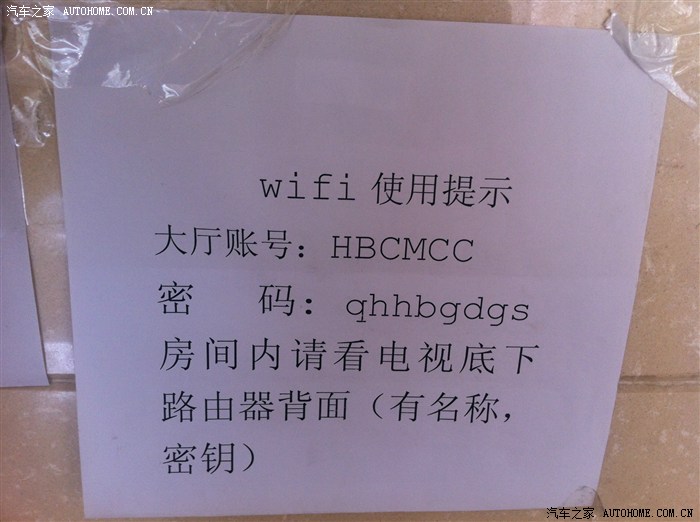 汽车之家 AUTOHOME.COM.CN
wifi 使用提示
大厅账号：HBCMCC
密 码：qhhbgdgs
房间内请看电视底下
路由器背面（有名称，
密钥）
汽车之家 AUTOHOME.COM.CN